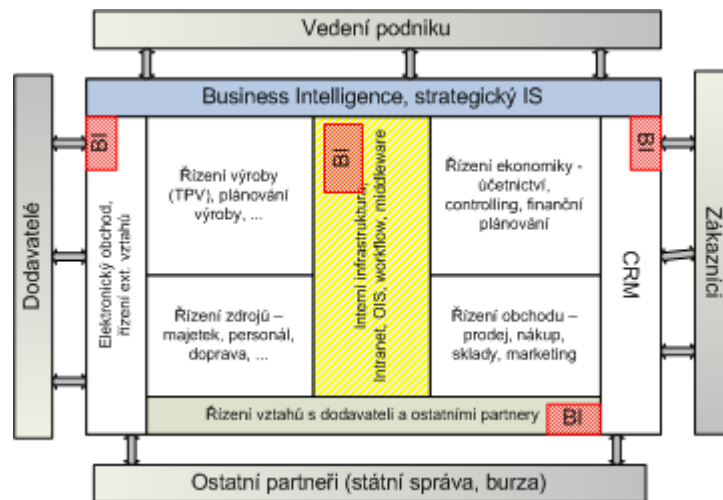 Vedení podniku
Business Intelligence, strategický IS
Dodavatelé
BI
Elektronický obchod,
řízení ext. vztahů
Řízení výroby
(TPV), plánování
výroby, ...
BI
Interní infrastruktura,
Intranet, OIS, workflow, middleware
Řízení ekonomiky -
účetnictví,
controlling, finanční
plánování
BI
CRM
Zákazníci
Řízení zdrojů –
majetek, personál,
doprava, ...
Řízení obchodu –
prodej, nákup,
sklady, marketing
Řízení vztahů s dodavateli a ostatními partnery
BI
Ostatní partneři (státní správa, burza)